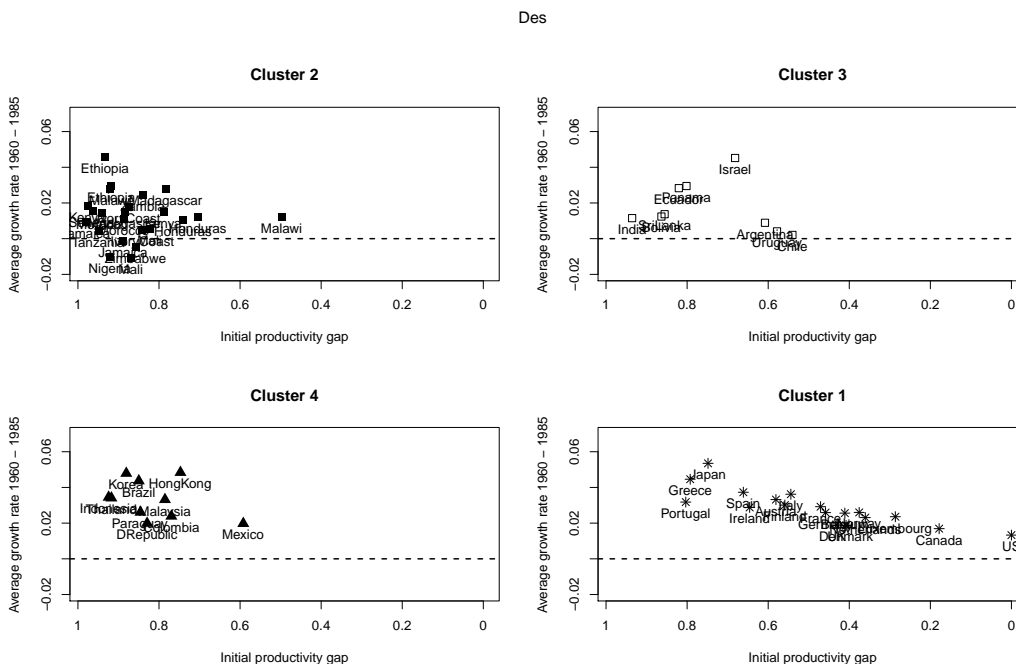 Des
Cluster 2
Average growth rate 1960 − 1985
0.06
0.02
−0.02
1
0.8
0.6
0.4
0.2
0
Initial productivity gap
Ethiopia
Madagascar
Honduras
Malawi
Tanzania
Jamaica
Zimbabwe
Nigeria
Mali
Cluster 3
Average growth rate 1960 − 1985
0.06
0.02
−0.02
1
0.8
0.6
0.4
0.2
0
Initial productivity gap
Israel
Panama
Ecuador
India
SriLanka
Bolivia
Argentina
Uruguay
Chile
Cluster 4
Average growth rate 1960 − 1985
0.06
0.02
−0.02
1
0.8
0.6
0.4
0.2
0
Initial productivity gap
Korea
HongKong
Brazil
Malaysia
Paraguay
Colombia
DRepublic
Mexico
Cluster 1
Average growth rate 1960 − 1985
0.06
0.02
−0.02
1
0.8
0.6
0.4
0.2
0
Initial productivity gap
Japan
Greece
Portugal
Spain
Ireland
Austria
Italy
Finland
France
Canada
US